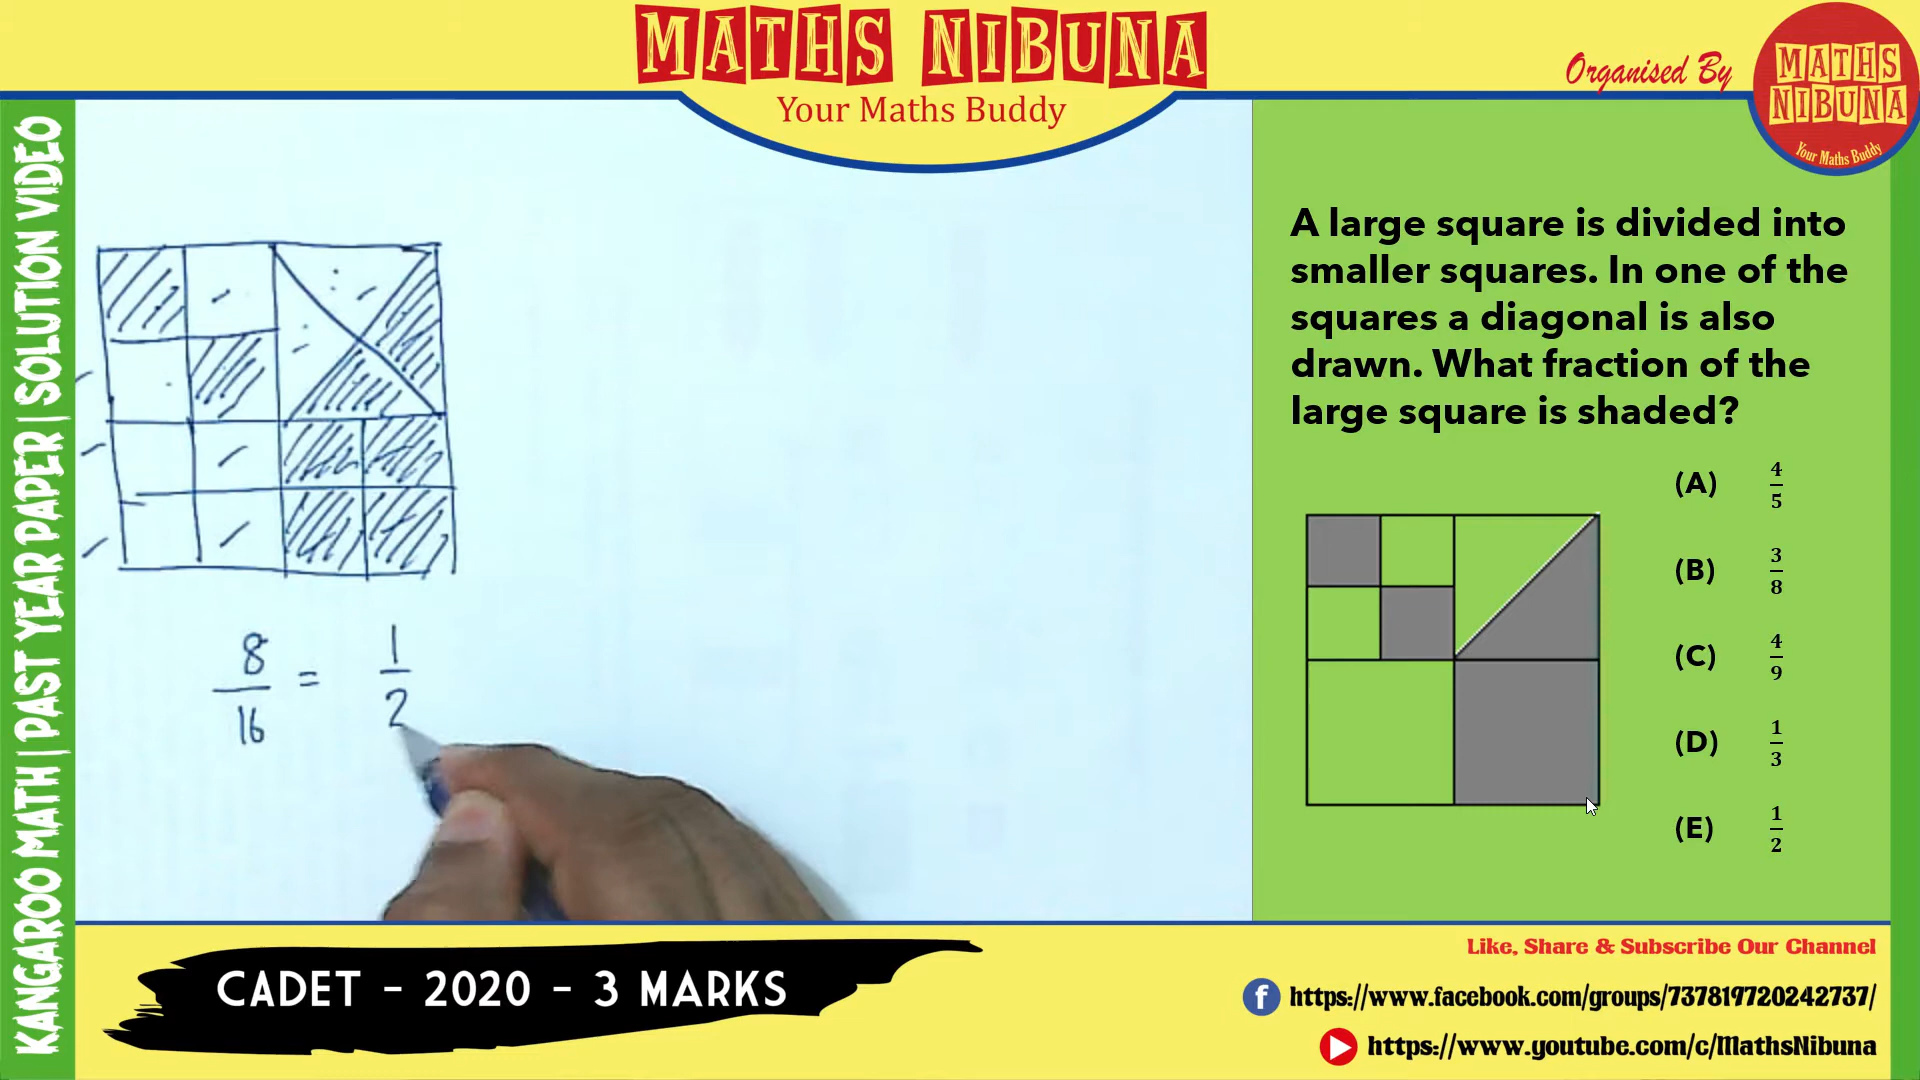 MATHS NIBUNA
Your Maths Buddy
Organised By
MATHS
NIBUNA
Your Maths Buddy
KANGAROO MATH | PAST YEAR PAPER | SOLUTION VIDEO
A large square is divided into
smaller squares. In one of the
squares a diagonal is also
drawn. What fraction of the
large square is shaded?
(A) 4/5
(B) 3/8
(C) 4/9
(D) 1/3
(E) 1/2
8/16 = 1/2
CADET - 2020 - 3 MARKS
Like, Share & Subscribe Our Channel
f https://www.facebook.com/groups/737819720242737/
https://www.youtube.com/c/MathsNibuna